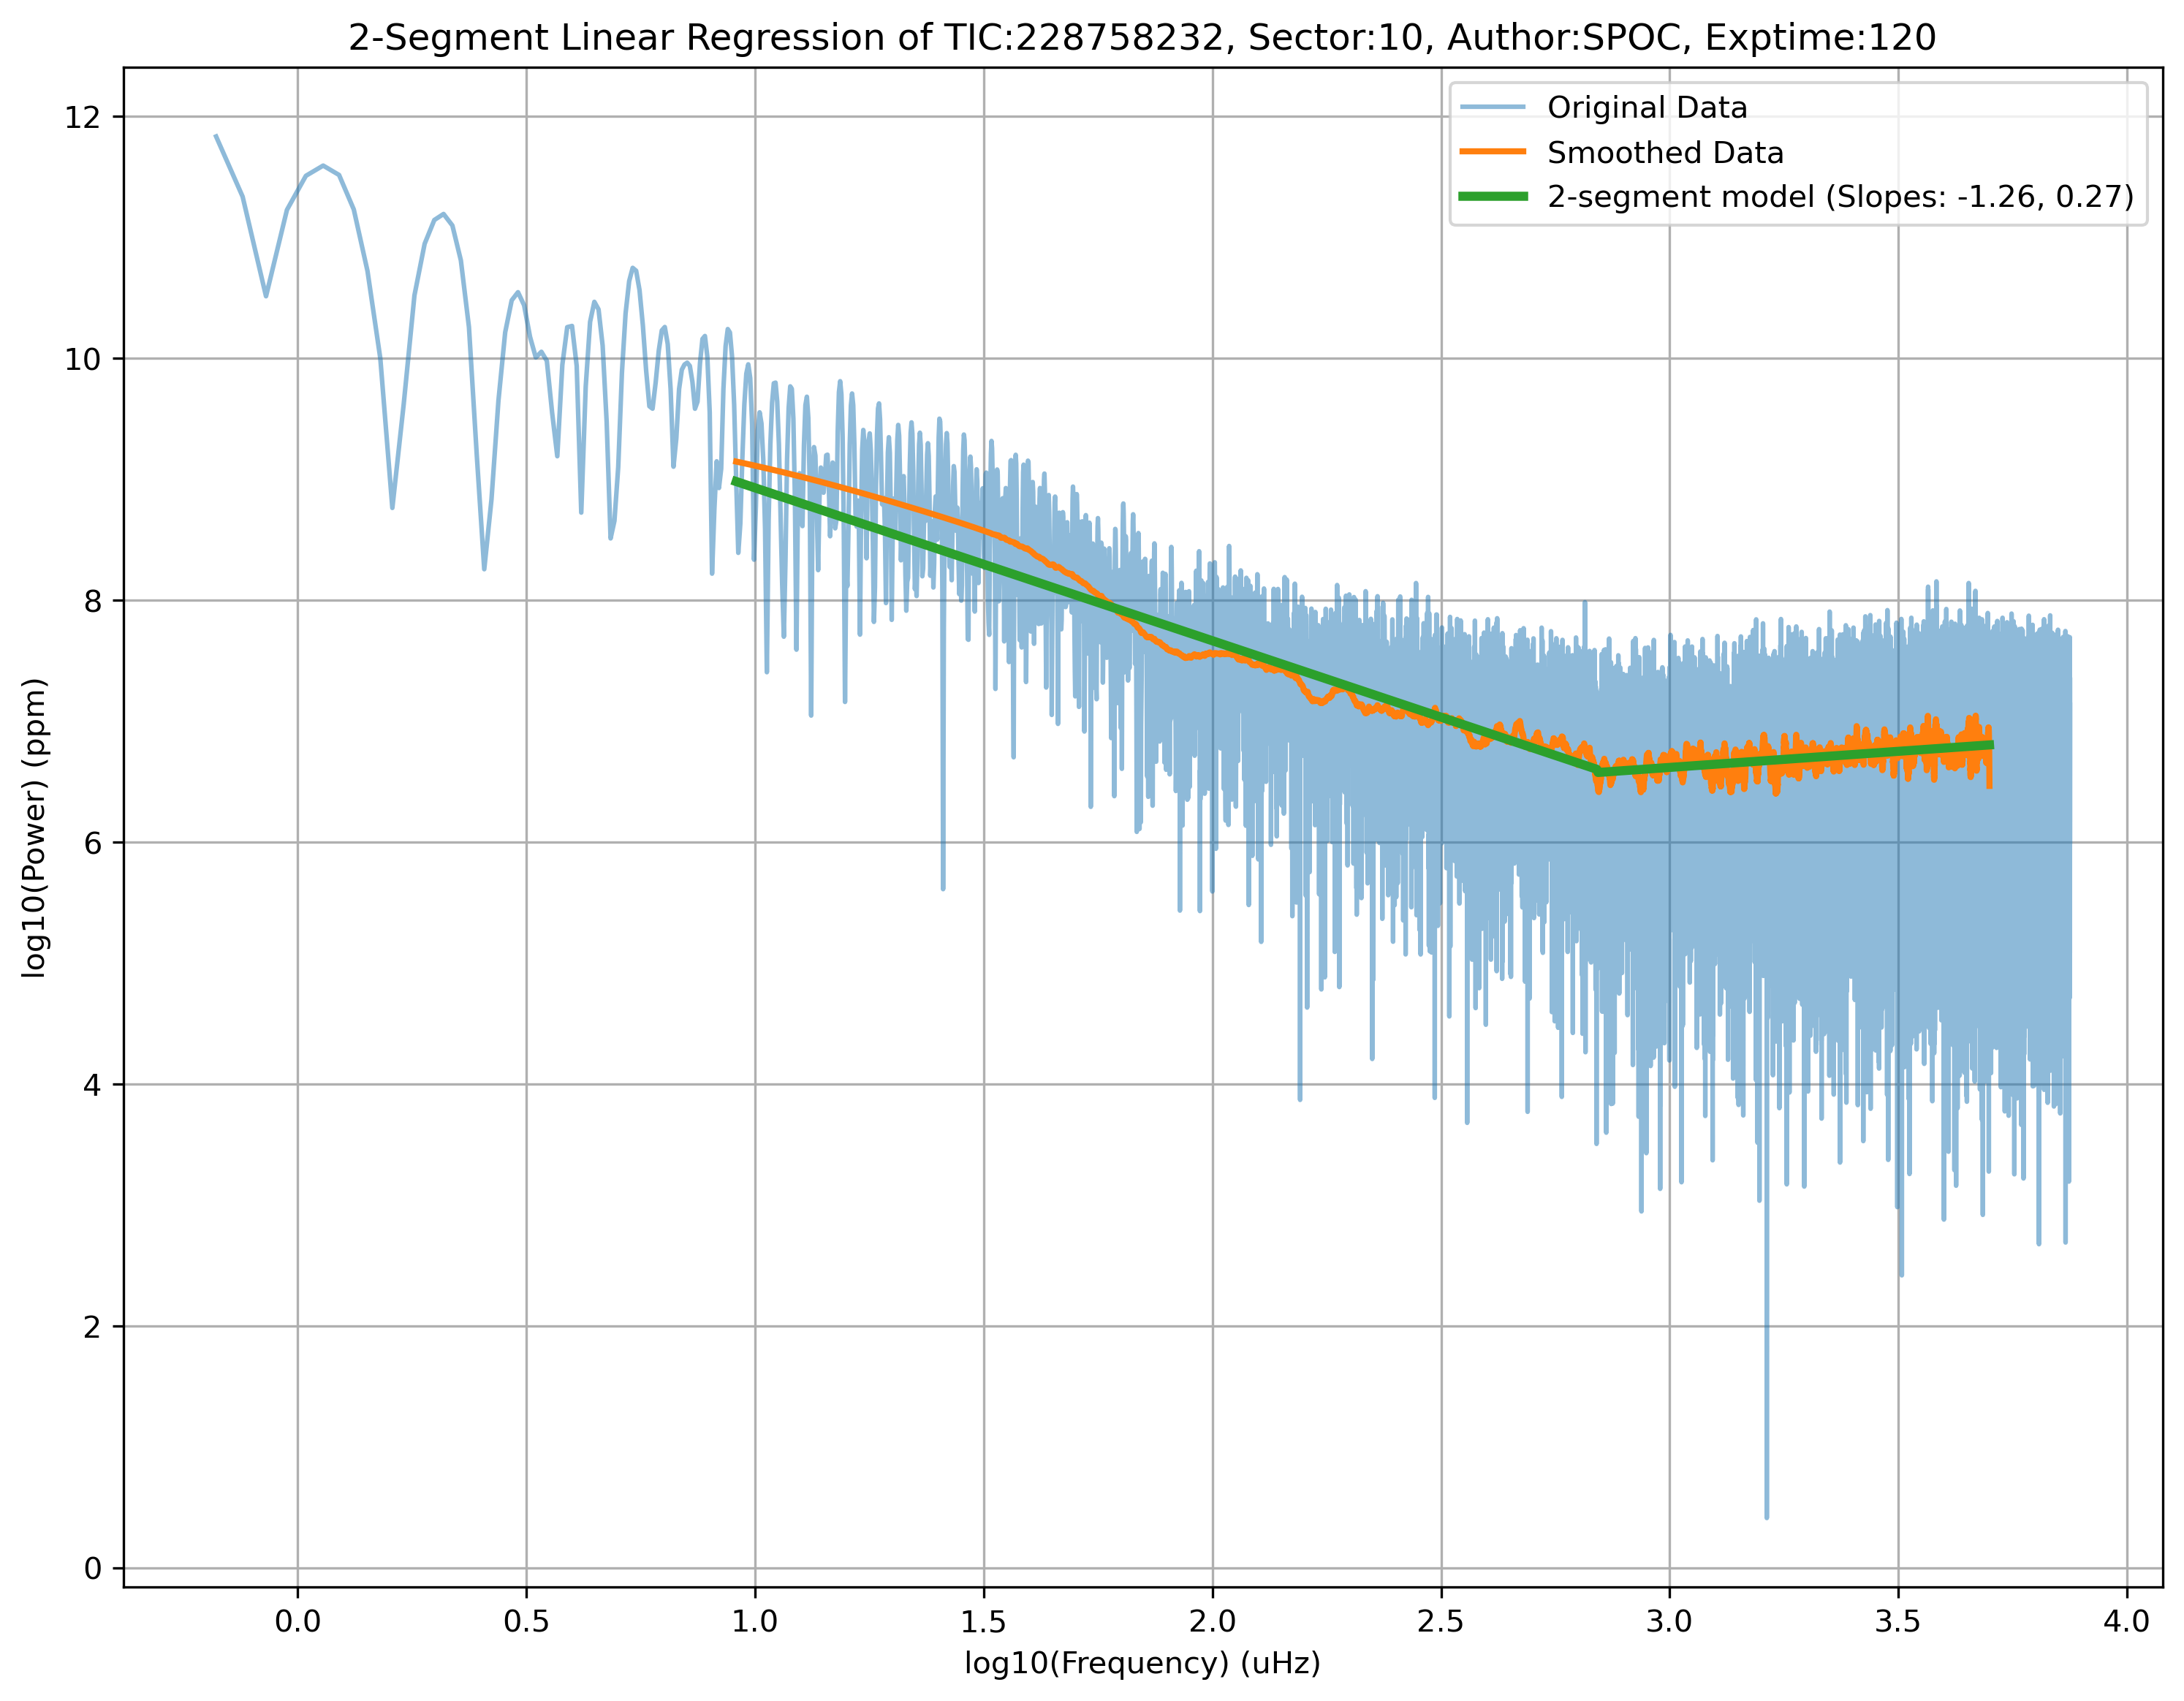 2-Segment Linear Regression of TIC:228758232, Sector:10, Author:SPOC, Exptime:120
Original Data
Smoothed Data
2-segment model (Slopes: -1.26, 0.27)
log10(Power) (ppm)
12
10
8
6
4
2
0
0.0 0.5 1.0 1.5 2.0 2.5 3.0 3.5 4.0
log10(Frequency) (uHz)